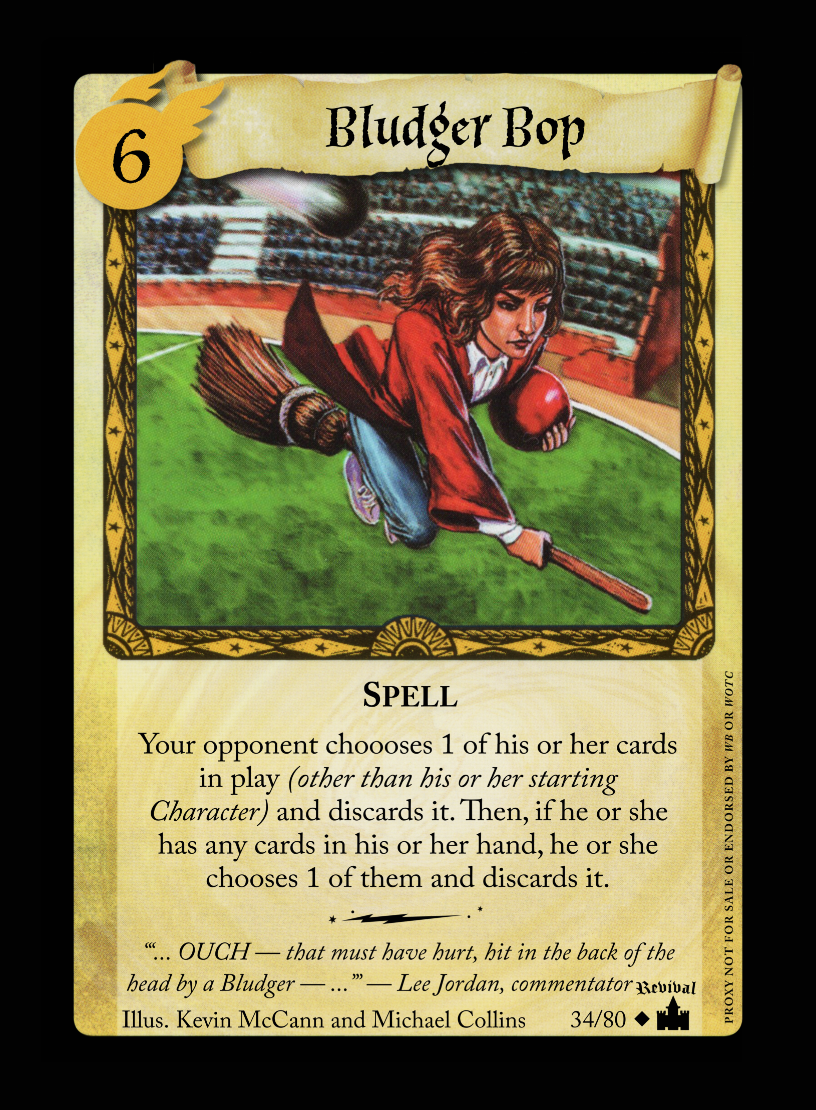 6
Bludger Bop
SPELL
Your opponent choooses 1 of his or her cards
in play (other than his or her starting
Character) and discards it. Then, if he or she
has any cards in his or her hand, he or she
chooses 1 of them and discards it.
“‘... OUCH — that must have hurt, hit in the back of the
head by a Bludger — ...’” — Lee Jordan, commentator
Revival
Illus. Kevin McCann and Michael Collins 34/80
PROXY NOT FOR SALE OR ENDORSED BY WB OR WOTC